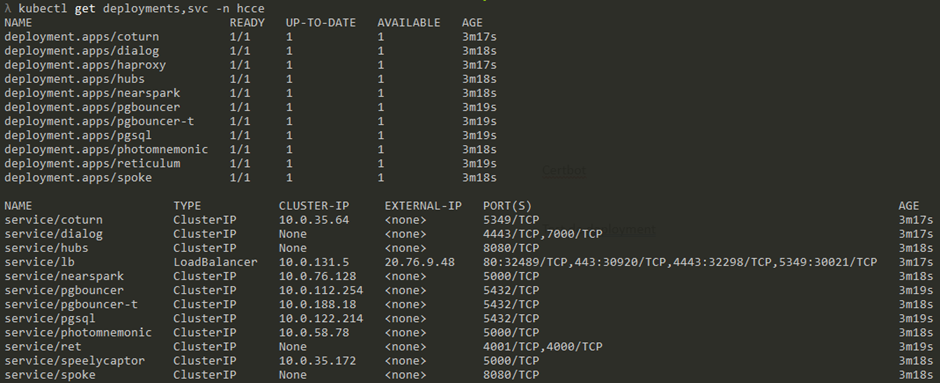 λ kubectl get deployments,svc -n hcce
NAME READY UP-TO-DATE AVAILABLE AGE
deployment.apps/coturn 1/1 1 1 3m17s
deployment.apps/dialog 1/1 1 1 3m18s
deployment.apps/haproxy 1/1 1 1 3m17s
deployment.apps/hubs 1/1 1 1 3m18s
deployment.apps/nearspark 1/1 1 1 3m18s
deployment.apps/pgbouncer 1/1 1 1 3m19s
deployment.apps/pgbouncer-t 1/1 1 1 3m19s
deployment.apps/pgsql 1/1 1 1 3m19s
deployment.apps/photomnemonic 1/1 1 1 3m18s
deployment.apps/reticulum 1/1 1 1 3m19s
deployment.apps/spoke 1/1 1 1 3m18s
NAME TYPE CLUSTER-IP EXTERNAL-IP PORT(S) AGE
service/coturn ClusterIP 10.0.35.64 <none> 5349/TCP 3m17s
service/dialog ClusterIP None <none> 4443/TCP,7000/TCP 3m17s
service/hubs ClusterIP None <none> 8080/TCP 3m18s
service/lb LoadBalancer 10.0.131.5 20.76.9.48 80:32489/TCP,443:30920/TCP,4443:32298/TCP,5349:30021/TCP 3m17s
service/nearspark ClusterIP 10.0.76.128 <none> 5000/TCP 3m18s
service/pgbouncer ClusterIP 10.0.112.254 <none> 5432/TCP 3m19s
service/pgbouncer-t ClusterIP 10.0.188.18 <none> 5432/TCP 3m18s
service/pgsql ClusterIP 10.0.122.214 <none> 5432/TCP 3m19s
service/photomnemonic ClusterIP 10.0.58.78 <none> 5000/TCP 3m18s
service/ret ClusterIP None <none> 4001/TCP,4000/TCP 3m19s
service/speelycaptor ClusterIP 10.0.35.172 <none> 5000/TCP 3m18s
service/spoke ClusterIP None <none> 8080/TCP 3m18s